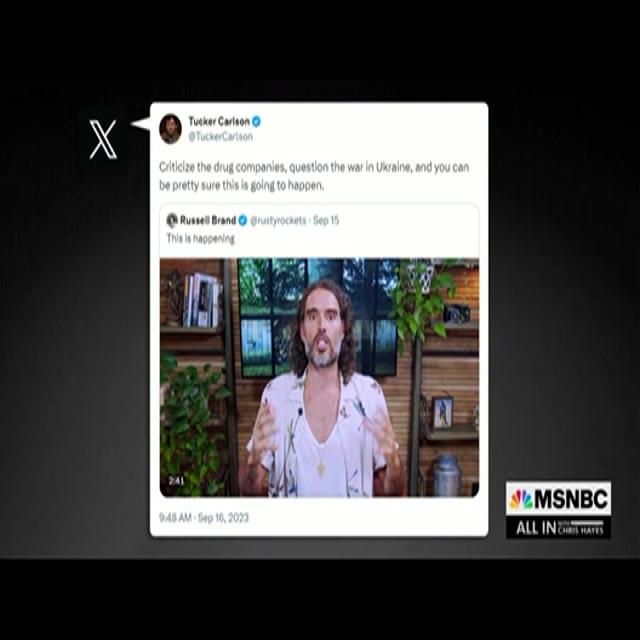 X
Tucker Carlson
@TuckerCarlson
Criticize the drug companies, question the war in Ukraine, and you can
be pretty sure this is going to happen.
Russell Brand @rustyrockets · Sep 15
This is happening
2:41
9:48 AM · Sep 16, 2023
MSNBC
ALL IN WITH CHRIS HAYES